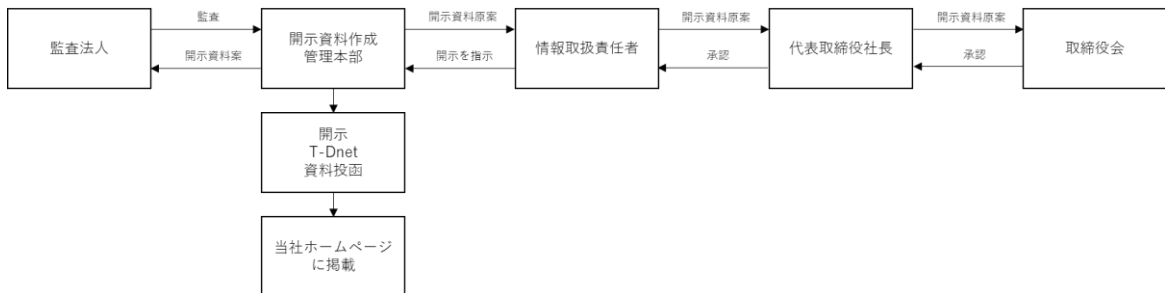 監査
開示資料原案
開示資料原案
開示資料原案
監査法人
開示資料作成
管理本部
情報取扱責任者
代表取締役社長
取締役会
開示資料案
開示を指示
承認
承認
開示
T-Dnet
資料投函
当社ホームページ
に掲載